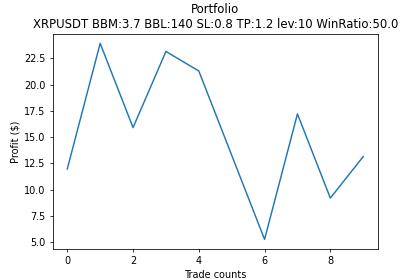 Portfolio
XRPUSDT BBM:3.7 BBL:140 SL:0.8 TP:1.2 lev:10 WinRatio:50.0
22.5
20.0
17.5
15.0
12.5
10.0
7.5
5.0
Profit ($)
0 2 4 6 8
Trade counts